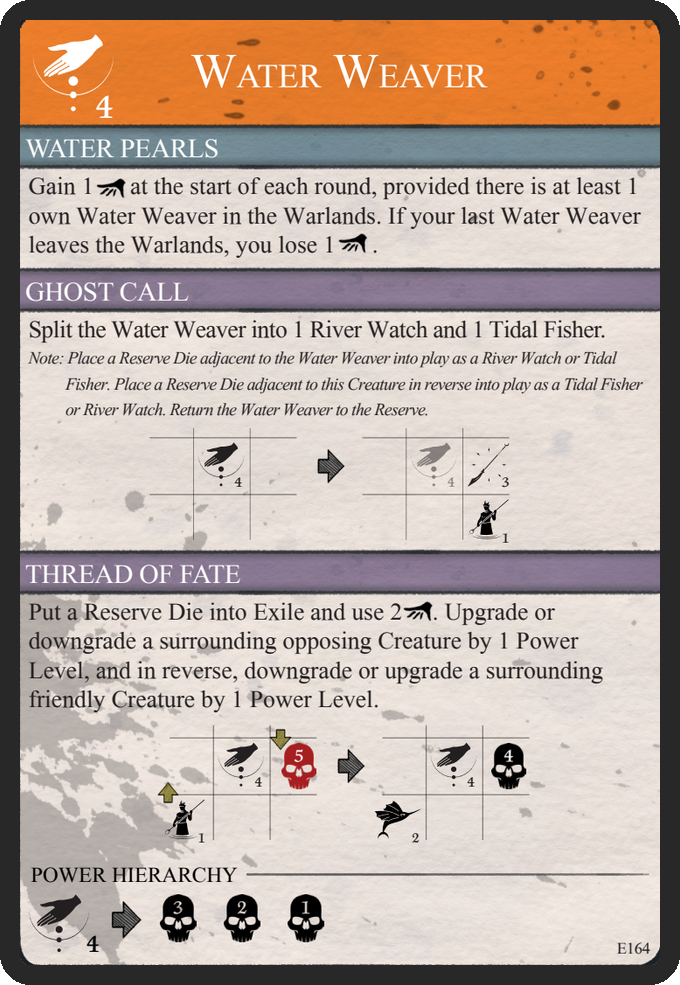 4
WATER WEAVER
WATER PEARLS
Gain 1 at the start of each round, provided there is at least 1
own Water Weaver in the Warlands. If your last Water Weaver
leaves the Warlands, you lose 1 .
GHOST CALL
Split the Water Weaver into 1 River Watch and 1 Tidal Fisher.
Note: Place a Reserve Die adjacent to the Water Weaver into play as a River Watch or Tidal
Fisher. Place a Reserve Die adjacent to this Creature in reverse into play as a Tidal Fisher
or River Watch. Return the Water Weaver to the Reserve.
4 4 3
1
THREAD OF FATE
Put a Reserve Die into Exile and use 2 . Upgrade or
downgrade a surrounding opposing Creature by 1 Power
Level, and in reverse, downgrade or upgrade a surrounding
friendly Creature by 1 Power Level.
4 5 4 4
1 2
POWER HIERARCHY
4 3 2 1
E164